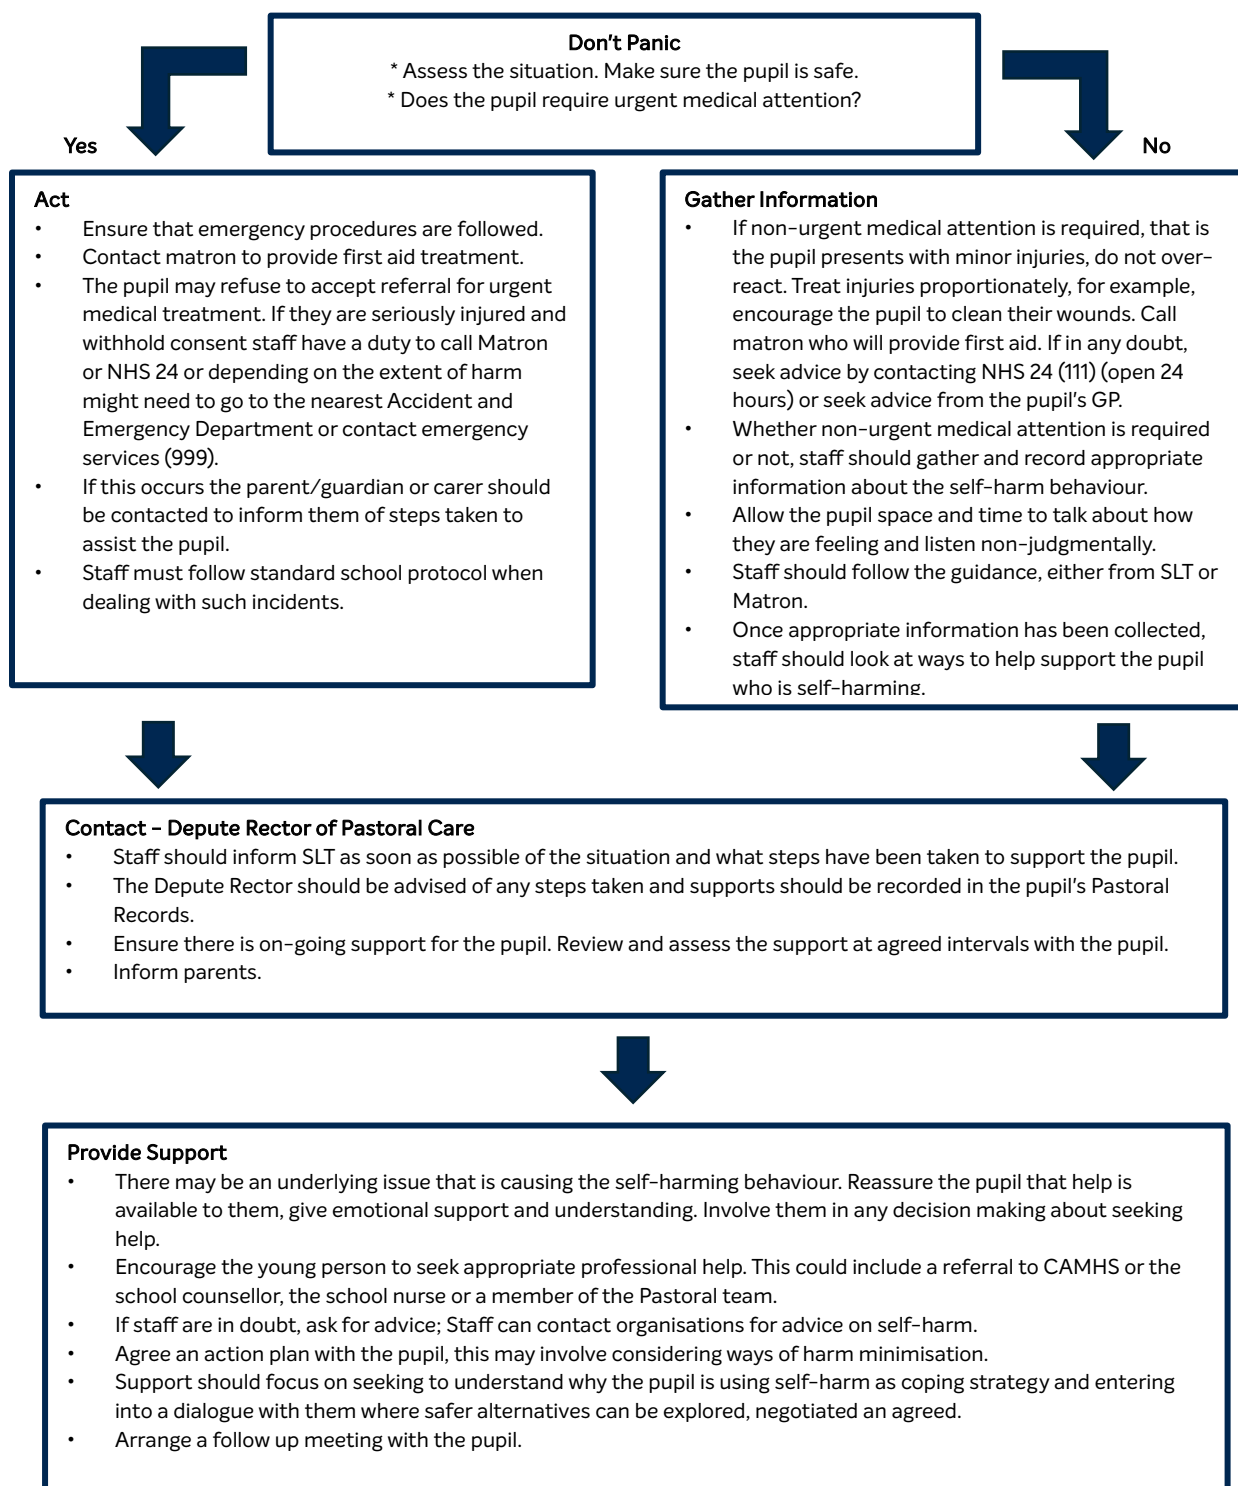 Don't Panic
* Assess the situation. Make sure the pupil is safe.
* Does the pupil require urgent medical attention?
Yes
No
Act
• Ensure that emergency procedures are followed.
• Contact matron to provide first aid treatment.
• The pupil may refuse to accept referral for urgent
medical treatment. If they are seriously injured and
withhold consent staff have a duty to call Matron
or NHS 24 or depending on the extent of harm
might need to go to the nearest Accident and
Emergency Department or contact emergency
services (999).
• If this occurs the parent/guardian or carer should
be contacted to inform them of steps taken to
assist the pupil.
• Staff must follow standard school protocol when
dealing with such incidents.
Gather Information
• If non-urgent medical attention is required, that is
the pupil presents with minor injuries, do not over-
react. Treat injuries proportionately, for example,
encourage the pupil to clean their wounds. Call
matron who will provide first aid. If in any doubt,
seek advice by contacting NHS 24 (111) (open 24
hours) or seek advice from the pupil's GP.
• Whether non-urgent medical attention is required
or not, staff should gather and record appropriate
information about the self-harm behaviour.
• Allow the pupil space and time to talk about how
they are feeling and listen non-judgmentally.
• Staff should follow the guidance, either from SLT or
Matron.
• Once appropriate information has been collected,
staff should look at ways to help support the pupil
who is self-harming.
Contact - Depute Rector of Pastoral Care
• Staff should inform SLT as soon as possible of the situation and what steps have been taken to support the pupil.
• The Depute Rector should be advised of any steps taken and supports should be recorded in the pupil's Pastoral
Records.
• Ensure there is on-going support for the pupil. Review and assess the support at agreed intervals with the pupil.
• Inform parents.
Provide Support
• There may be an underlying issue that is causing the self-harming behaviour. Reassure the pupil that help is
available to them, give emotional support and understanding. Involve them in any decision making about seeking
help.
• Encourage the young person to seek appropriate professional help. This could include a referral to CAMHS or the
school counsellor, the school nurse or a member of the Pastoral team.
• If staff are in doubt, ask for advice; Staff can contact organisations for advice on self-harm.
• Agree an action plan with the pupil, this may involve considering ways of harm minimisation.
• Support should focus on seeking to understand why the pupil is using self-harm as coping strategy and entering
into a dialogue with them where safer alternatives can be explored, negotiated an agreed.
• Arrange a follow up meeting with the pupil.